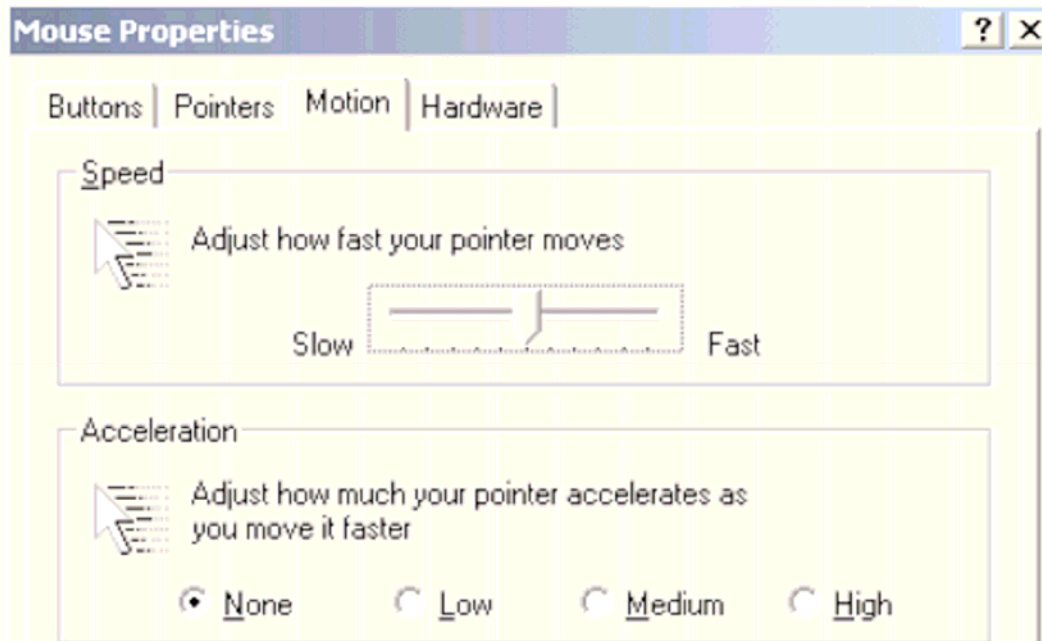 Mouse Properties ? X
Buttons Pointers Motion Hardware
Speed
Adjust how fast your pointer moves
Slow Fast
Acceleration
Adjust how much your pointer accelerates as
you move it faster
None Low Medium High